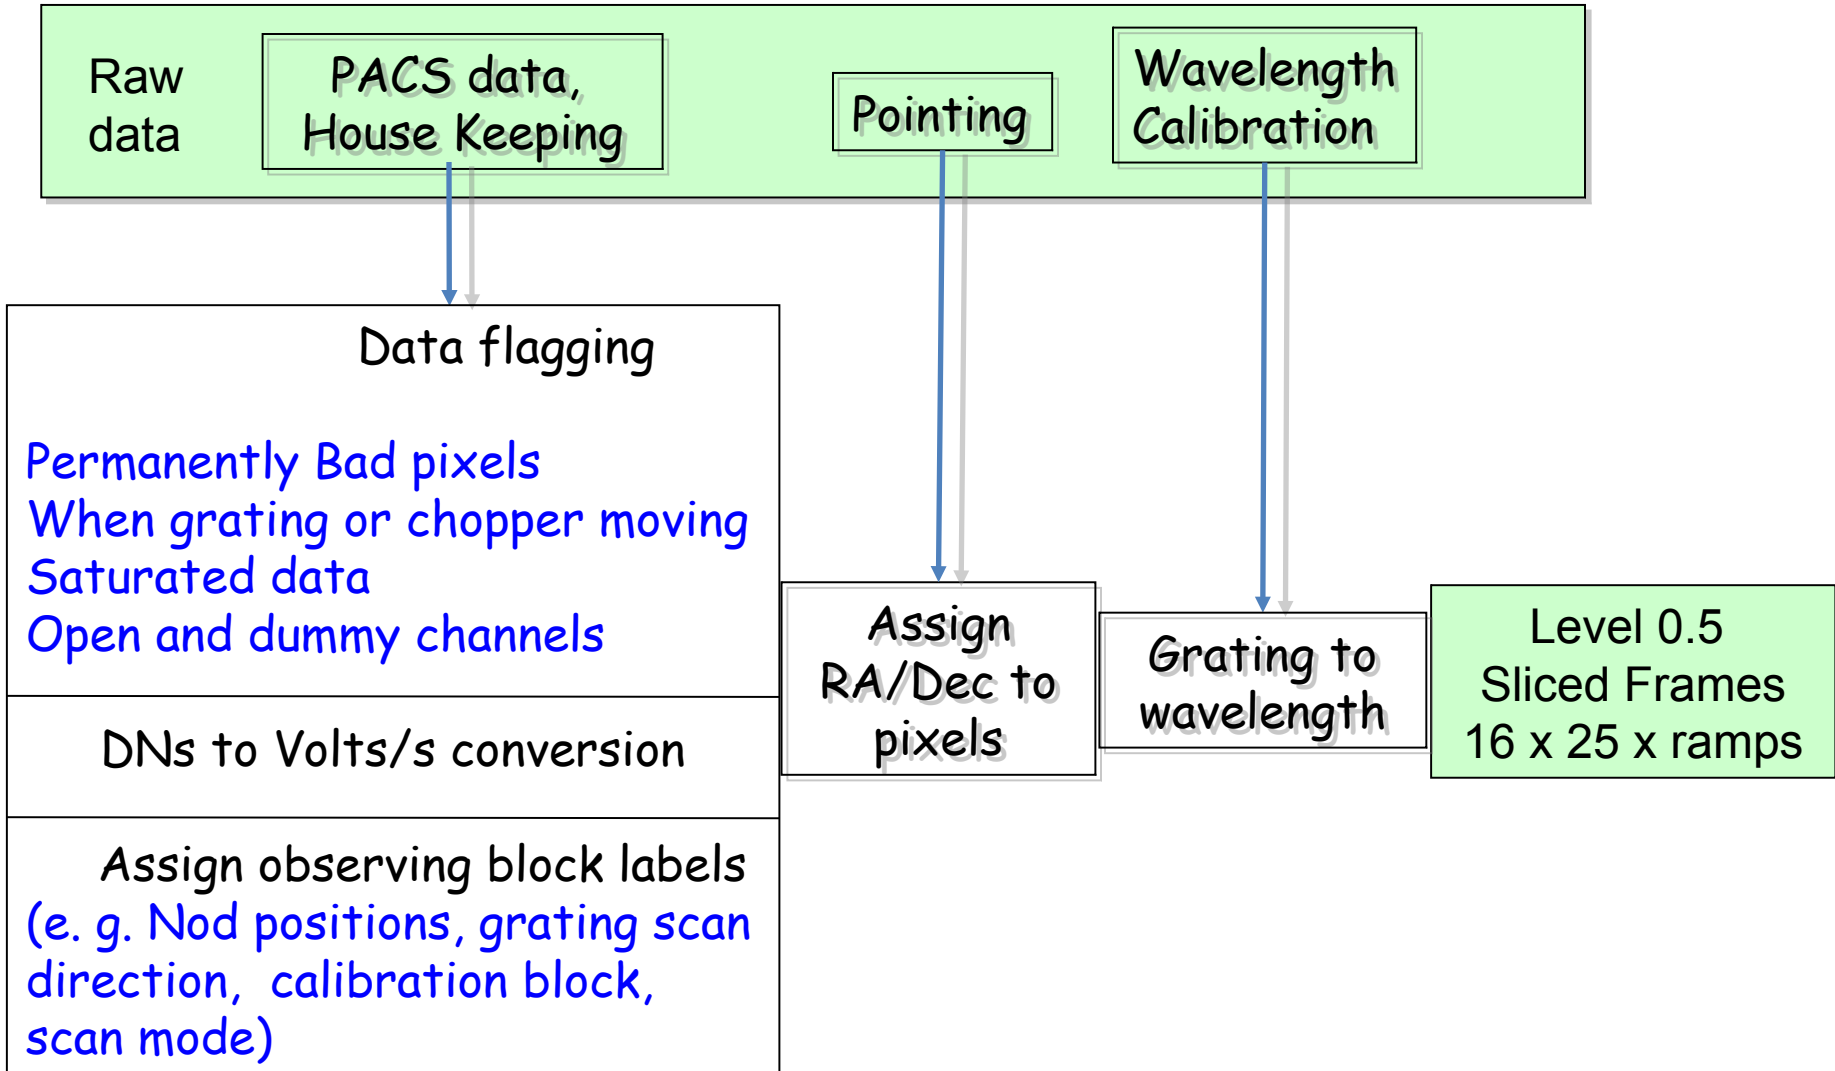 Raw
data
PACS data,
House Keeping
Pointing
Wavelength
Calibration
Data flagging
Permanently Bad pixels
When grating or chopper moving
Saturated data
Open and dummy channels
DNs to Volts/s conversion
Assign observing block labels
(e. g. Nod positions, grating scan
direction, calibration block,
scan mode)
Assign
RA/Dec to
pixels
Grating to
wavelength
Level 0.5
Sliced Frames
16 x 25 x ramps